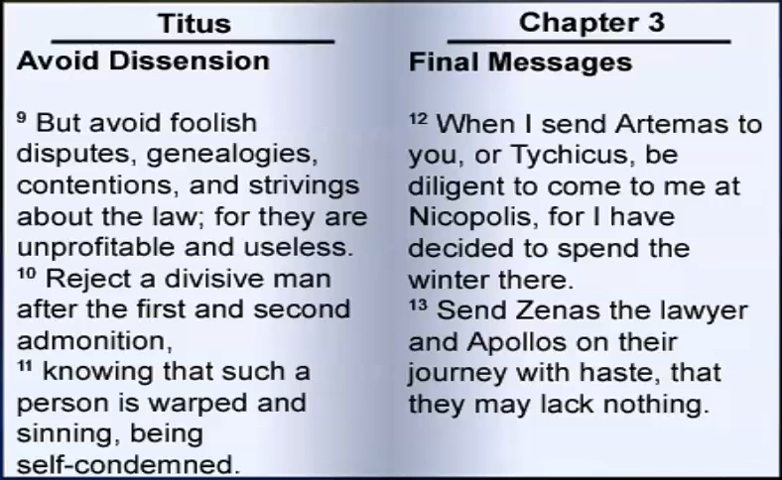 Titus
Avoid Dissension
⁹ But avoid foolish
disputes, genealogies,
contentions, and strivings
about the law; for they are
unprofitable and useless.
¹⁰ Reject a divisive man
after the first and second
admonition,
¹¹ knowing that such a
person is warped and
sinning, being
self-condemned.
Chapter 3
Final Messages
¹² When I send Artemas to
you, or Tychicus, be
diligent to come to me at
Nicopolis, for I have
decided to spend the
winter there.
¹³ Send Zenas the lawyer
and Apollos on their
journey with haste, that
they may lack nothing.